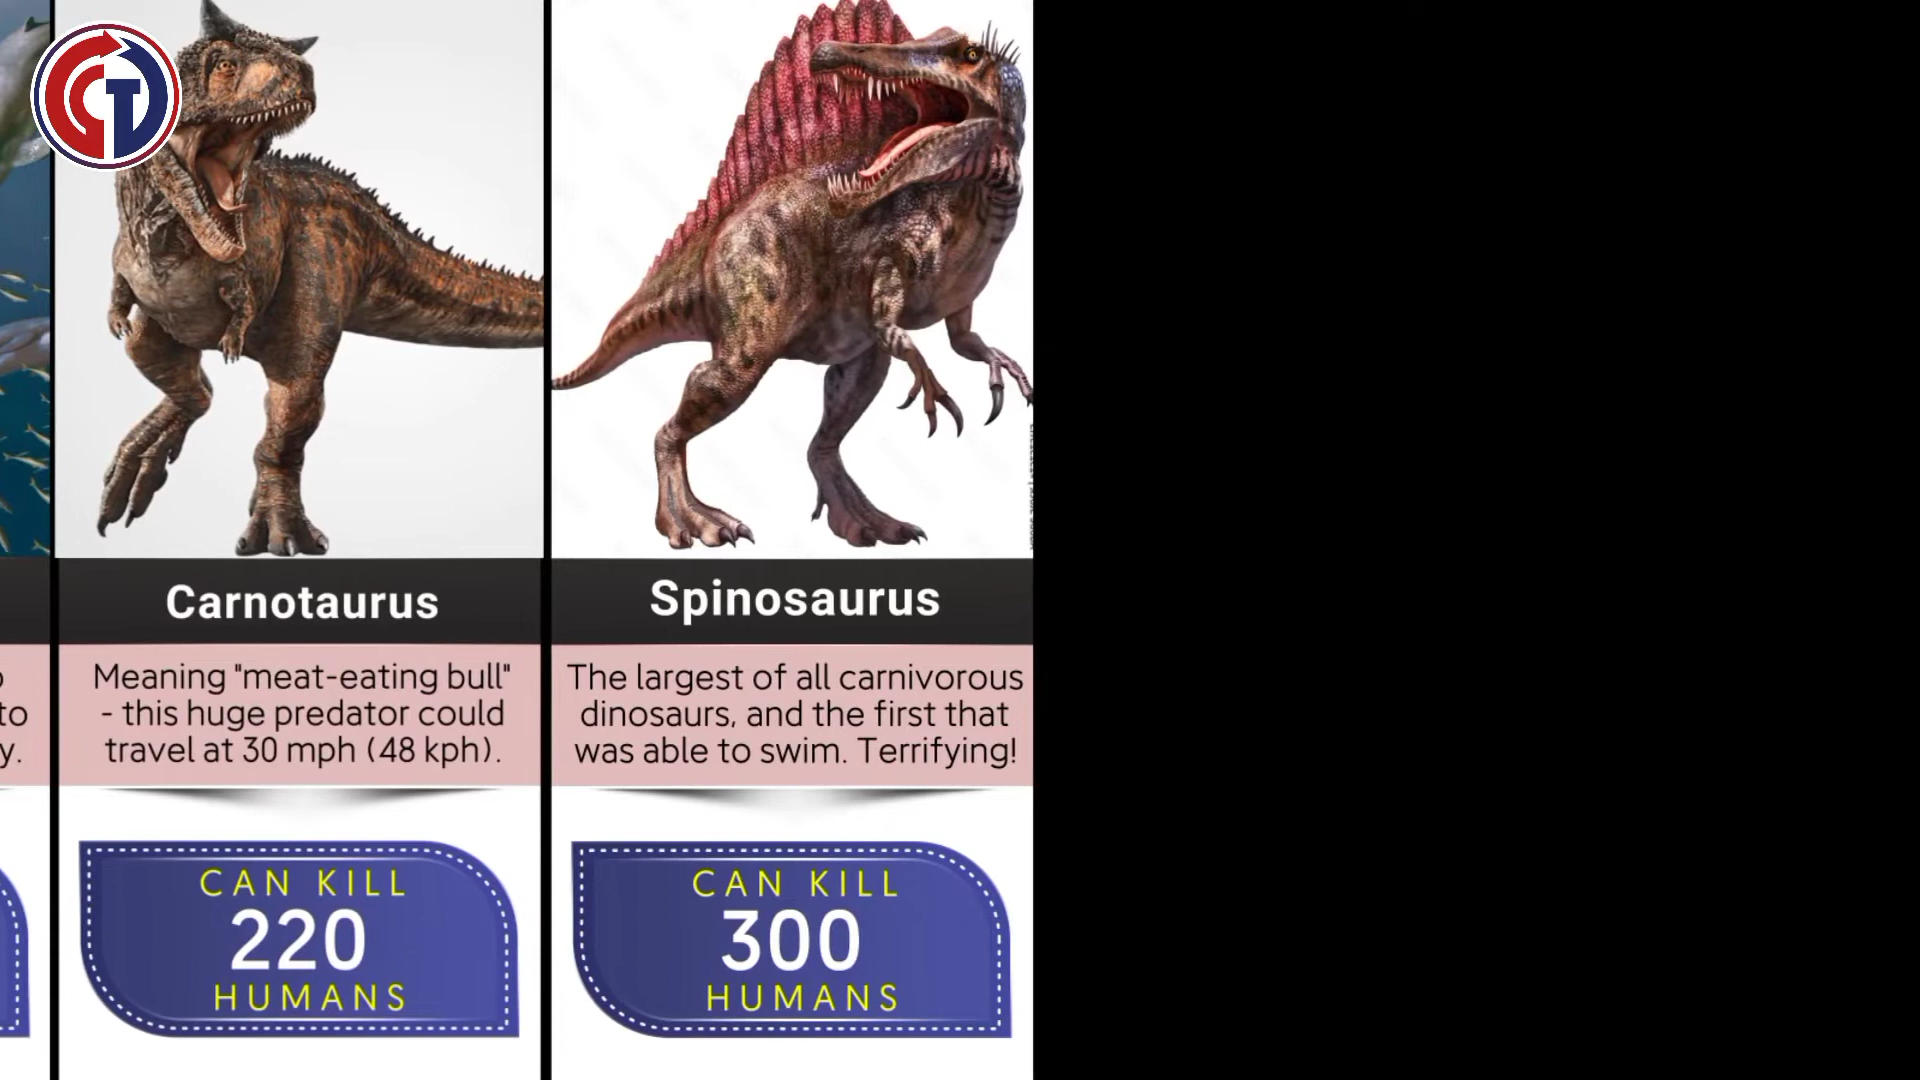 CT
Carnotaurus
Meaning "meat-eating bull"
- this huge predator could
travel at 30 mph (48 kph).
CAN KILL
220
HUMANS
Spinosaurus
The largest of all carnivorous
dinosaurs, and the first that
was able to swim. Terrifying!
CAN KILL
300
HUMANS
to
y.